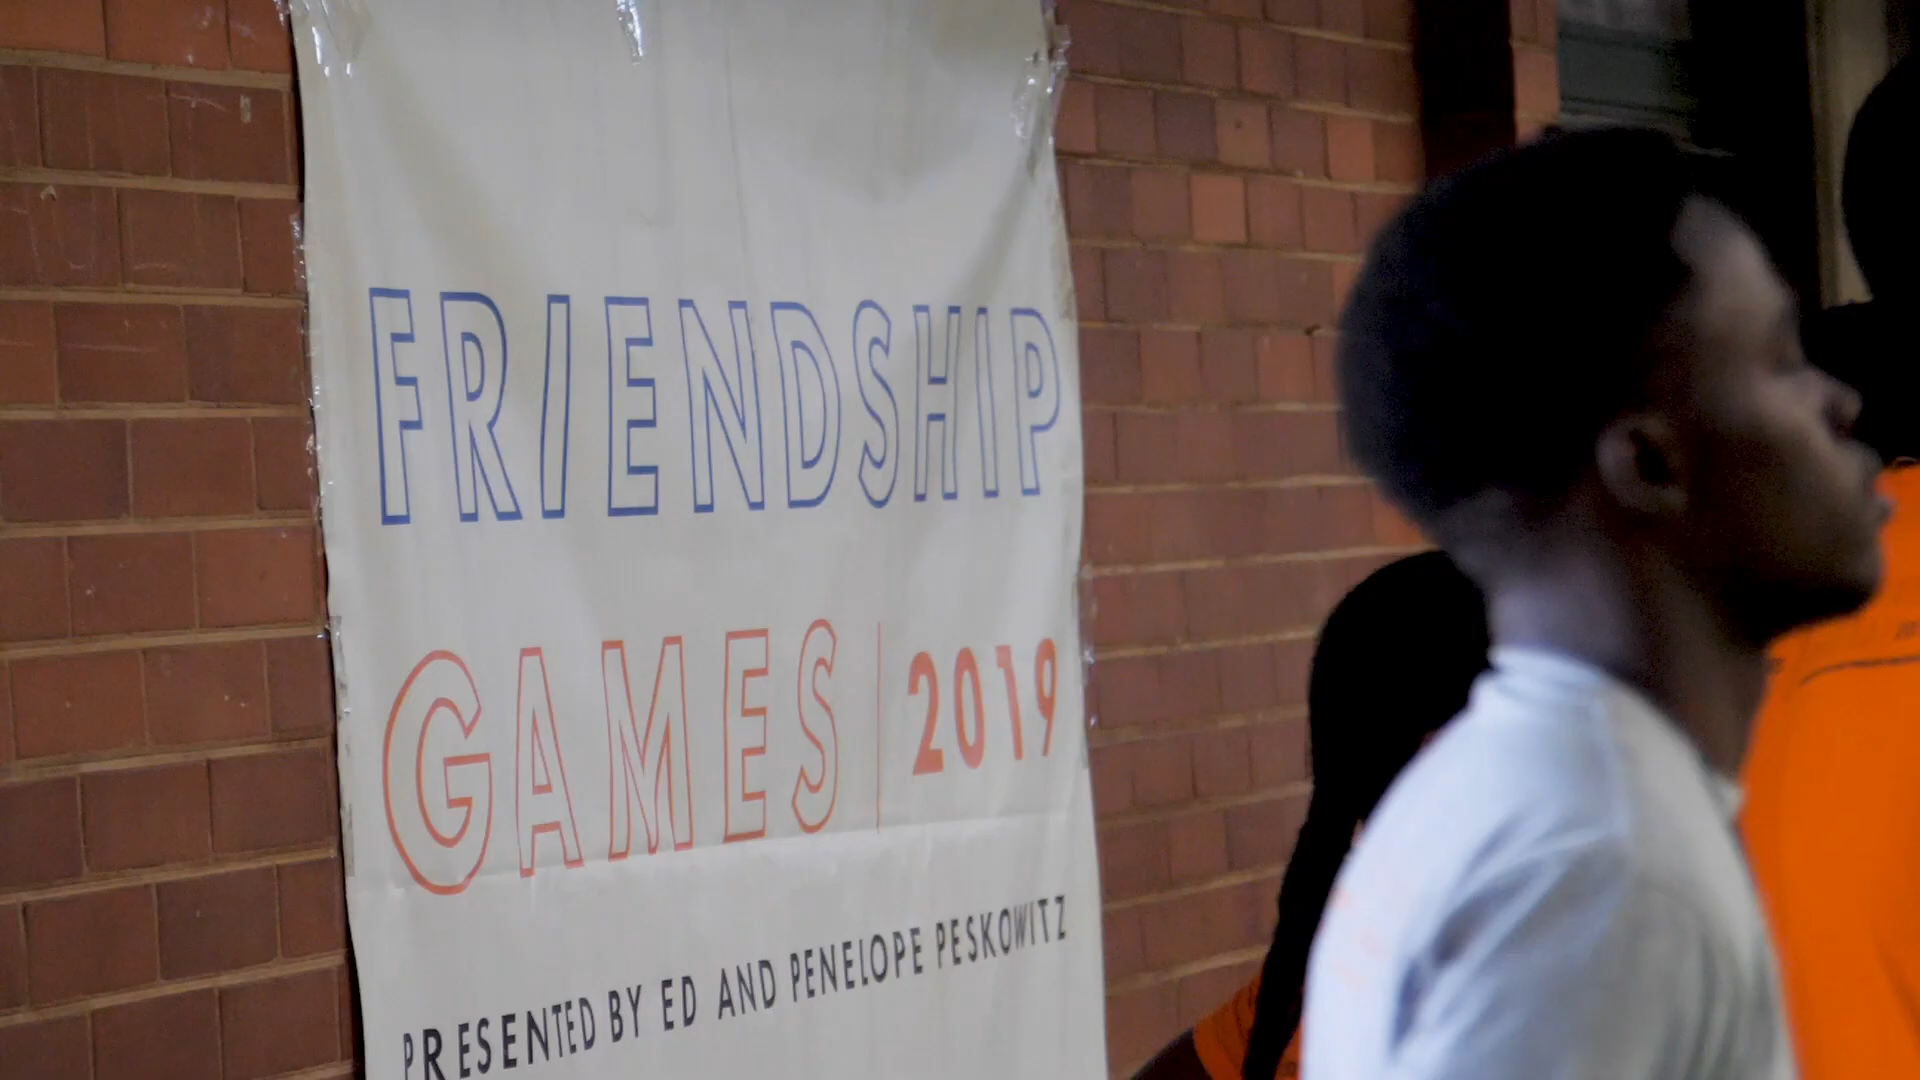 FRIENDSHIP
GAMES | 2019
PRESENTED BY ED AND PENELOPE PESKOWITZ